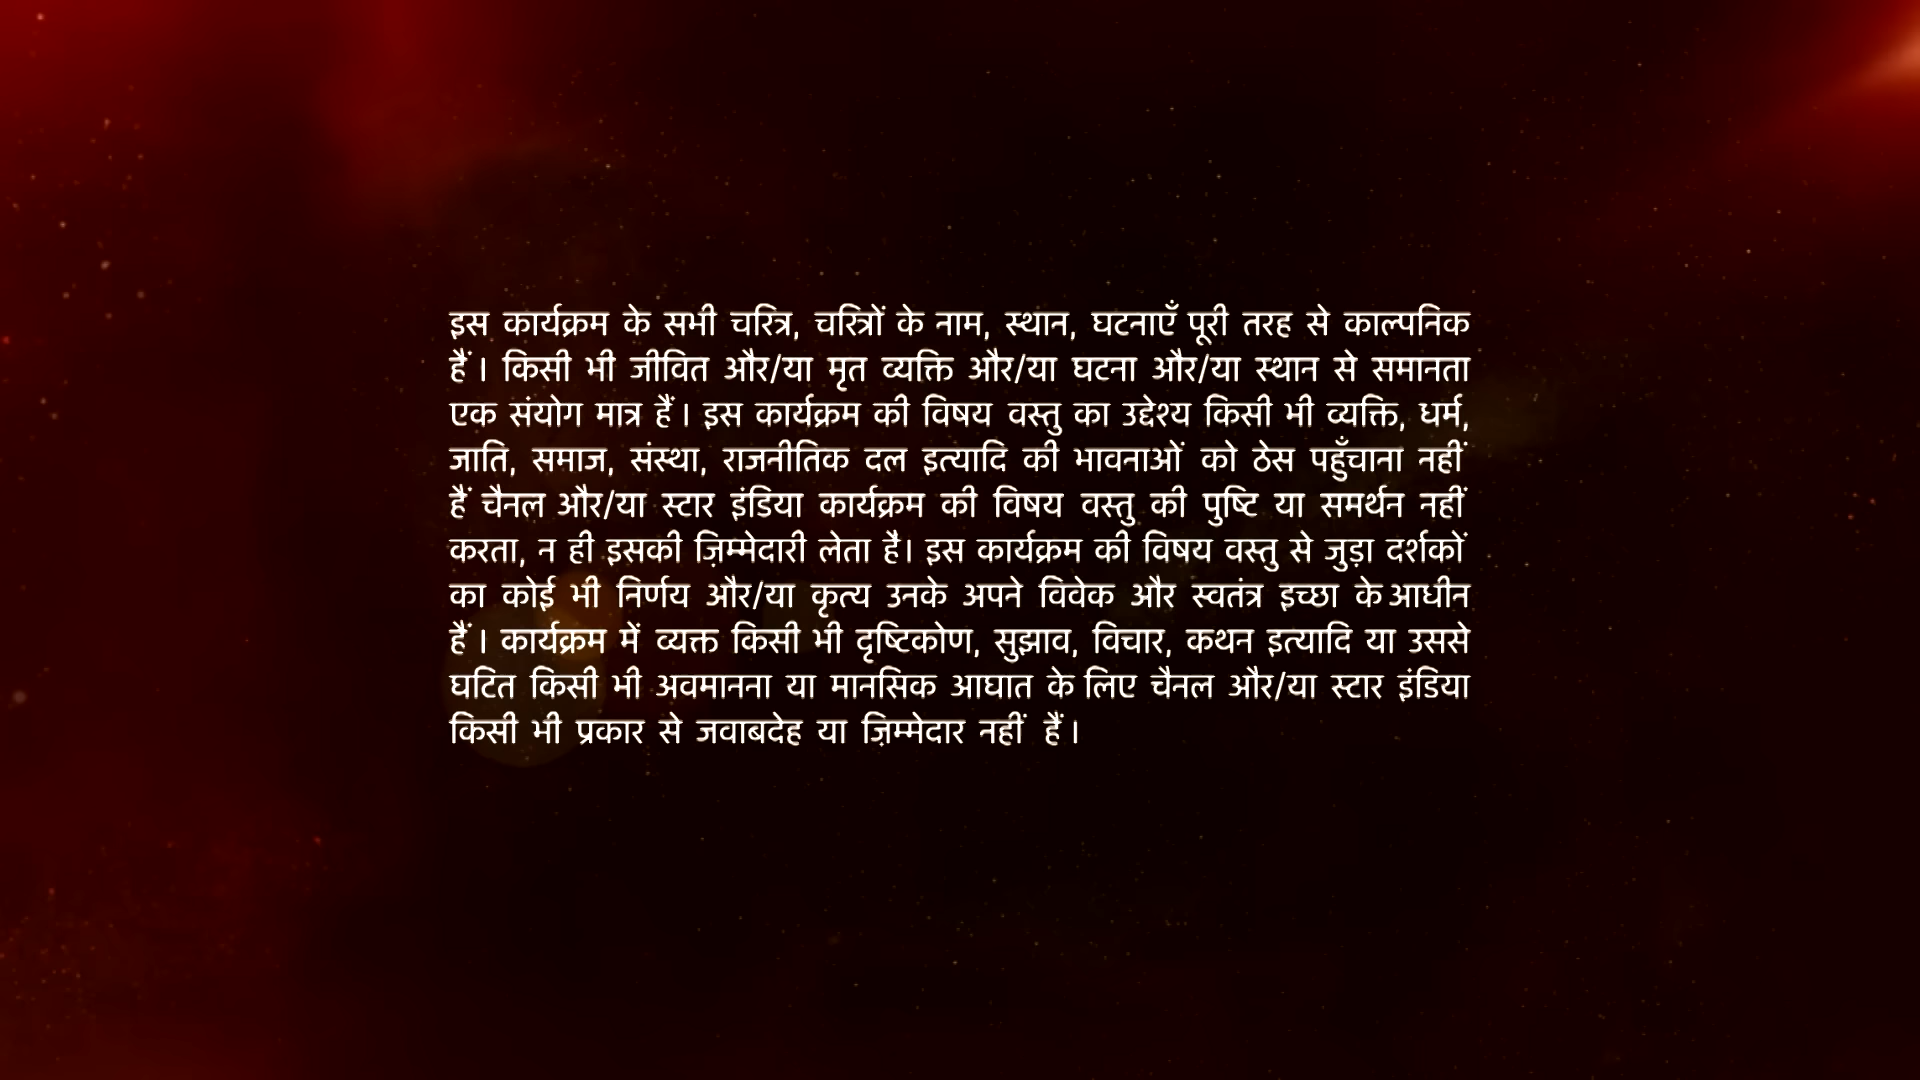 इस कार्यक्रम के सभी चरित्र, चरित्रों के नाम, स्थान, घटनाएँ पूरी तरह से काल्पनिक
हैं । किसी भी जीवित और/या मृत व्यक्ति और/या घटना और/या स्थान से समानता
एक संयोग मात्र हैं । इस कार्यक्रम की विषय वस्तु का उद्देश्य किसी भी व्यक्ति, धर्म,
जाति, समाज, संस्था, राजनीतिक दल इत्यादि की भावनाओं को ठेस पहुँचाना नहीं
हैं चैनल और/या स्टार इंडिया कार्यक्रम की विषय वस्तु की पुष्टि या समर्थन नहीं
करता, न ही इसकी ज़िम्मेदारी लेता है। इस कार्यक्रम की विषय वस्तु से जुड़ा दर्शकों
का कोई भी निर्णय और/या कृत्य उनके अपने विवेक और स्वतंत्र इच्छा के आधीन
हैं । कार्यक्रम में व्यक्त किसी भी दृष्टिकोण, सुझाव, विचार, कथन इत्यादि या उससे
घटित किसी भी अवमानना या मानसिक आघात के लिए चैनल और/या स्टार इंडिया
किसी भी प्रकार से जवाबदेह या ज़िम्मेदार नहीं हैं ।